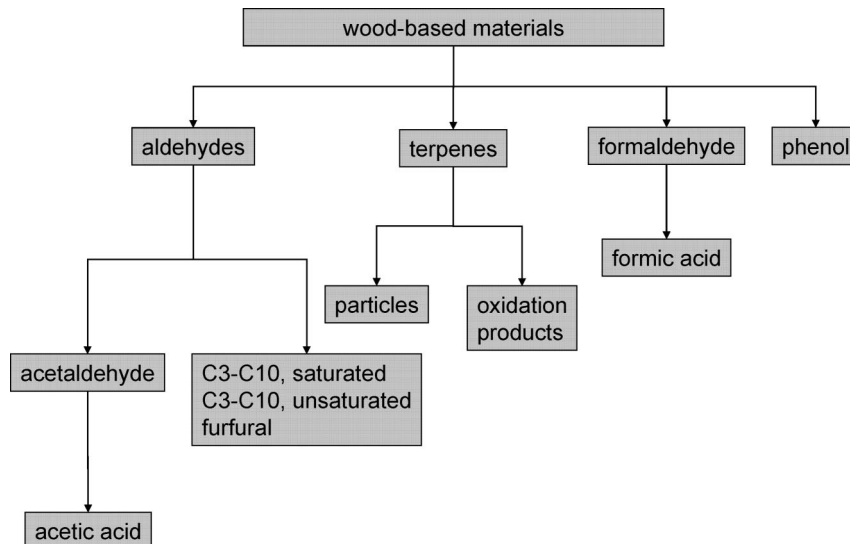 wood-based materials
aldehydes
terpenes
formaldehyde
phenol
formic acid
particles
oxidation
products
acetaldehyde
C3-C10, saturated
C3-C10, unsaturated
furfural
acetic acid